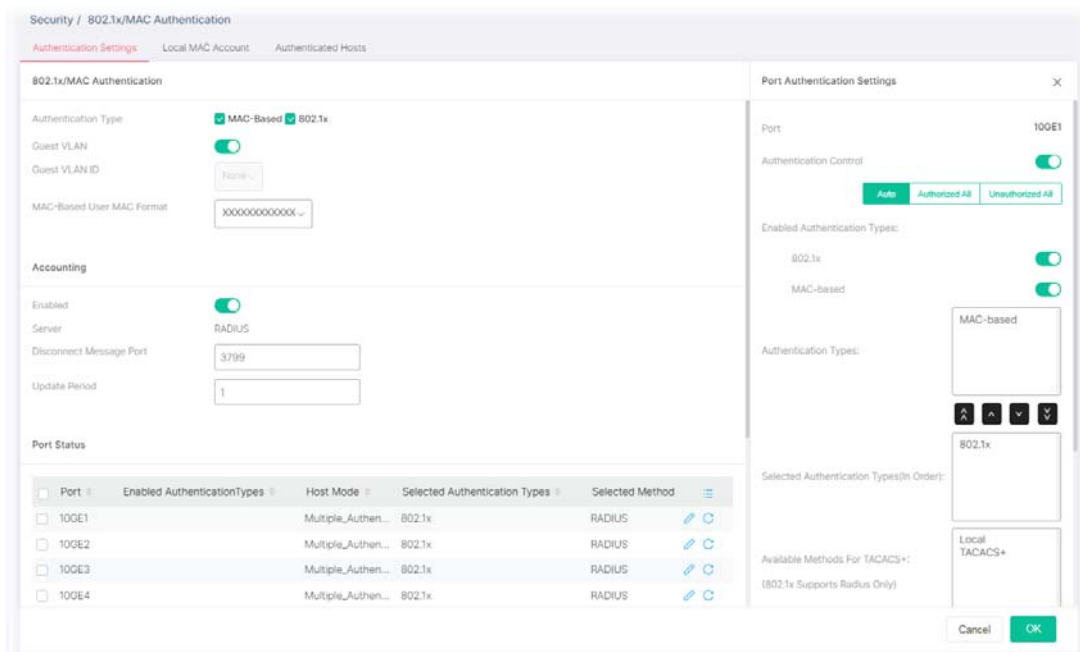 Security / 802.1x/MAC Authentication
Authentication Settings Local MAC Account Authenticated Hosts
802.1x/MAC Authentication
Authentication Type MAC-Based 802.1x
Guest VLAN
Guest VLAN ID None
MAC-Based User MAC Format XXXXXXXXXXXX
Accounting
Enabled
Server RADIUS
Disconnect Message Port 3799
Update Period 1
Port Status
Port Enabled AuthenticationTypes Host Mode Selected Authentication Types Selected Method
10GE1 Multiple_Authen... 802.1x RADIUS
10GE2 Multiple_Authen... 802.1x RADIUS
10GE3 Multiple_Authen... 802.1x RADIUS
10GE4 Multiple_Authen... 802.1x RADIUS
Port Authentication Settings
Port 10GE1
Authentication Control
Auto Authorized All Unauthorized All
Enabled Authentication Types:
802.1x
MAC-based
Authentication Types: MAC-based
Selected Authentication Types(In Order): 802.1x
Available Methods For TACACS+:
(802.1x Supports Radius Only)
Local
TACACS+
Cancel OK